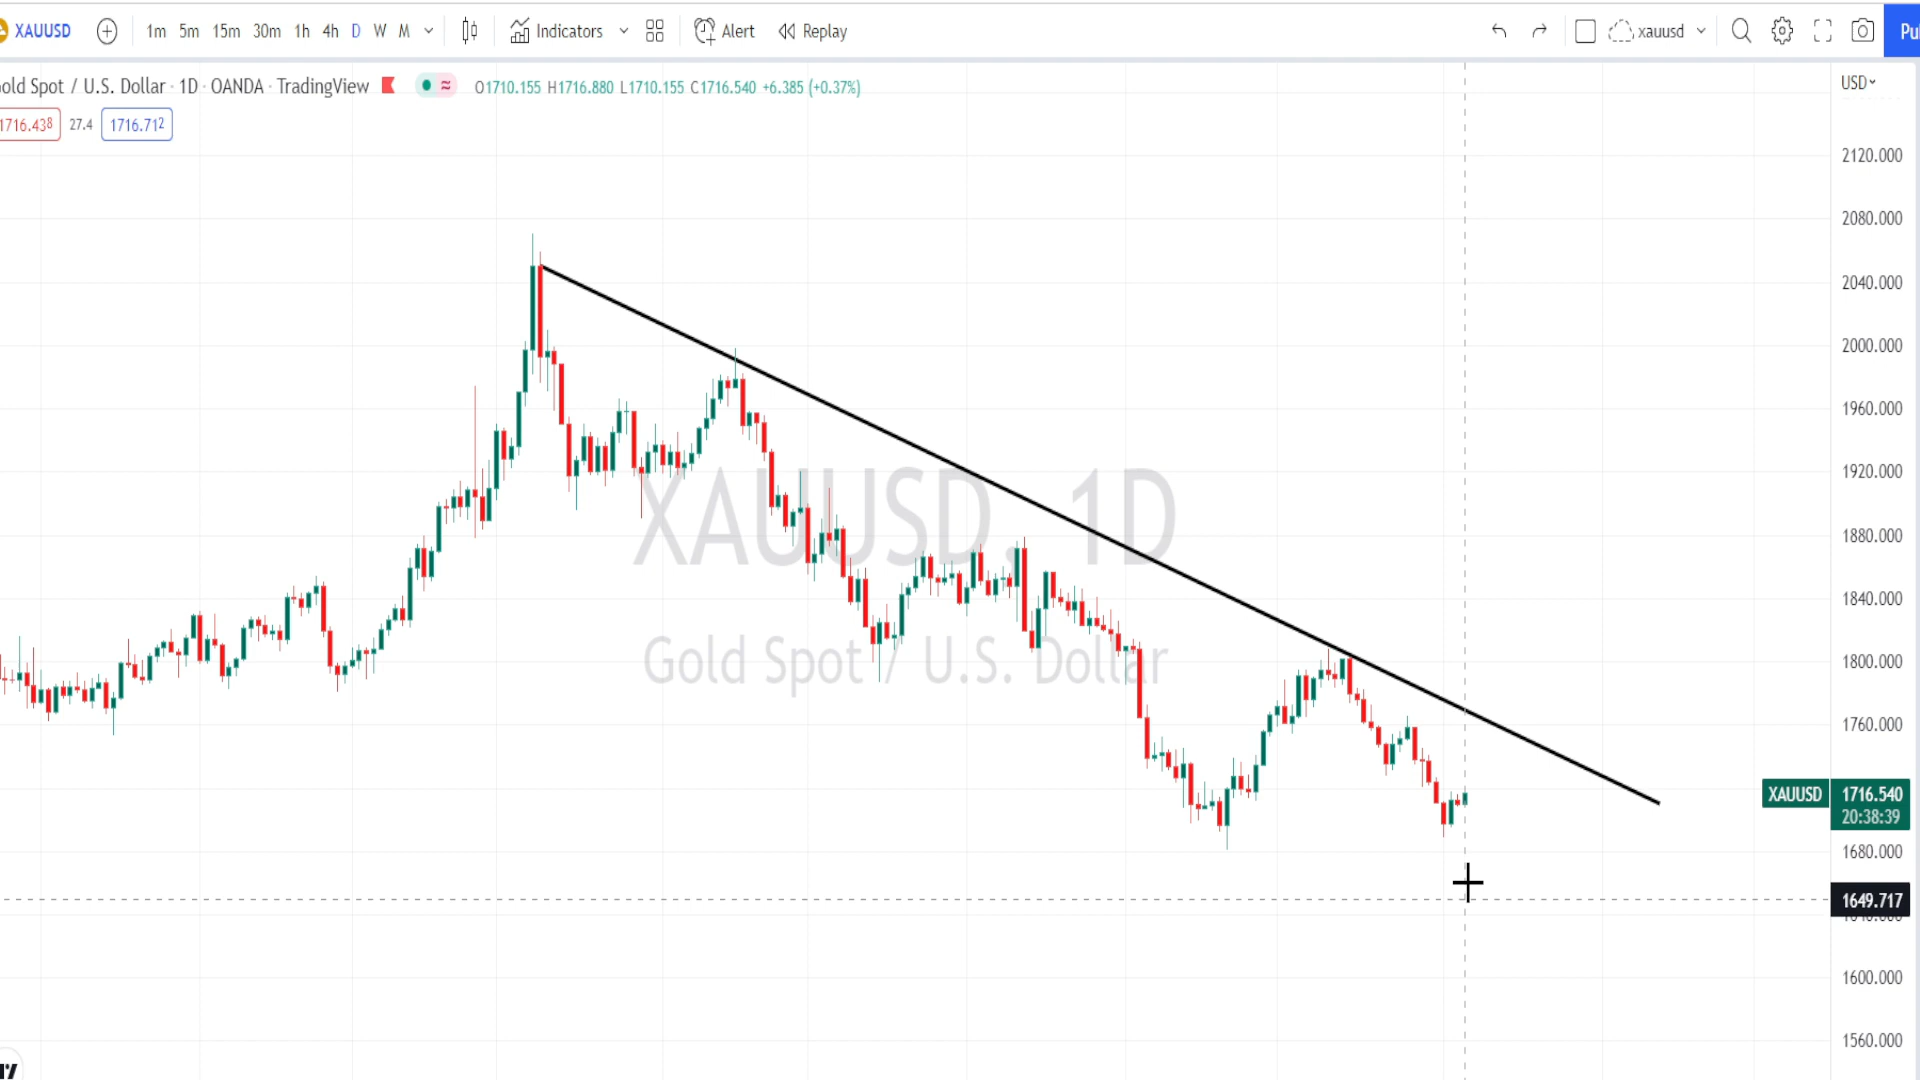 XAUUSD 1m 5m 15m 30m 1h 4h D W M Indicators Alert Replay xauusd Pu
old Spot / U.S. Dollar · 1D · OANDA · TradingView O1710.155 H1716.880 L1710.155 C1716.540 +6.385 (+0.37%) USD
1716.438 27.4 1716.712
2120.000
2080.000
2040.000
2000.000
1960.000
1920.000
XAUUSD, 1D
1880.000
1840.000
Gold Spot / U.S. Dollar
1800.000
1760.000
XAUUSD 1716.540
20:38:39
1680.000
1649.717
1600.000
1560.000